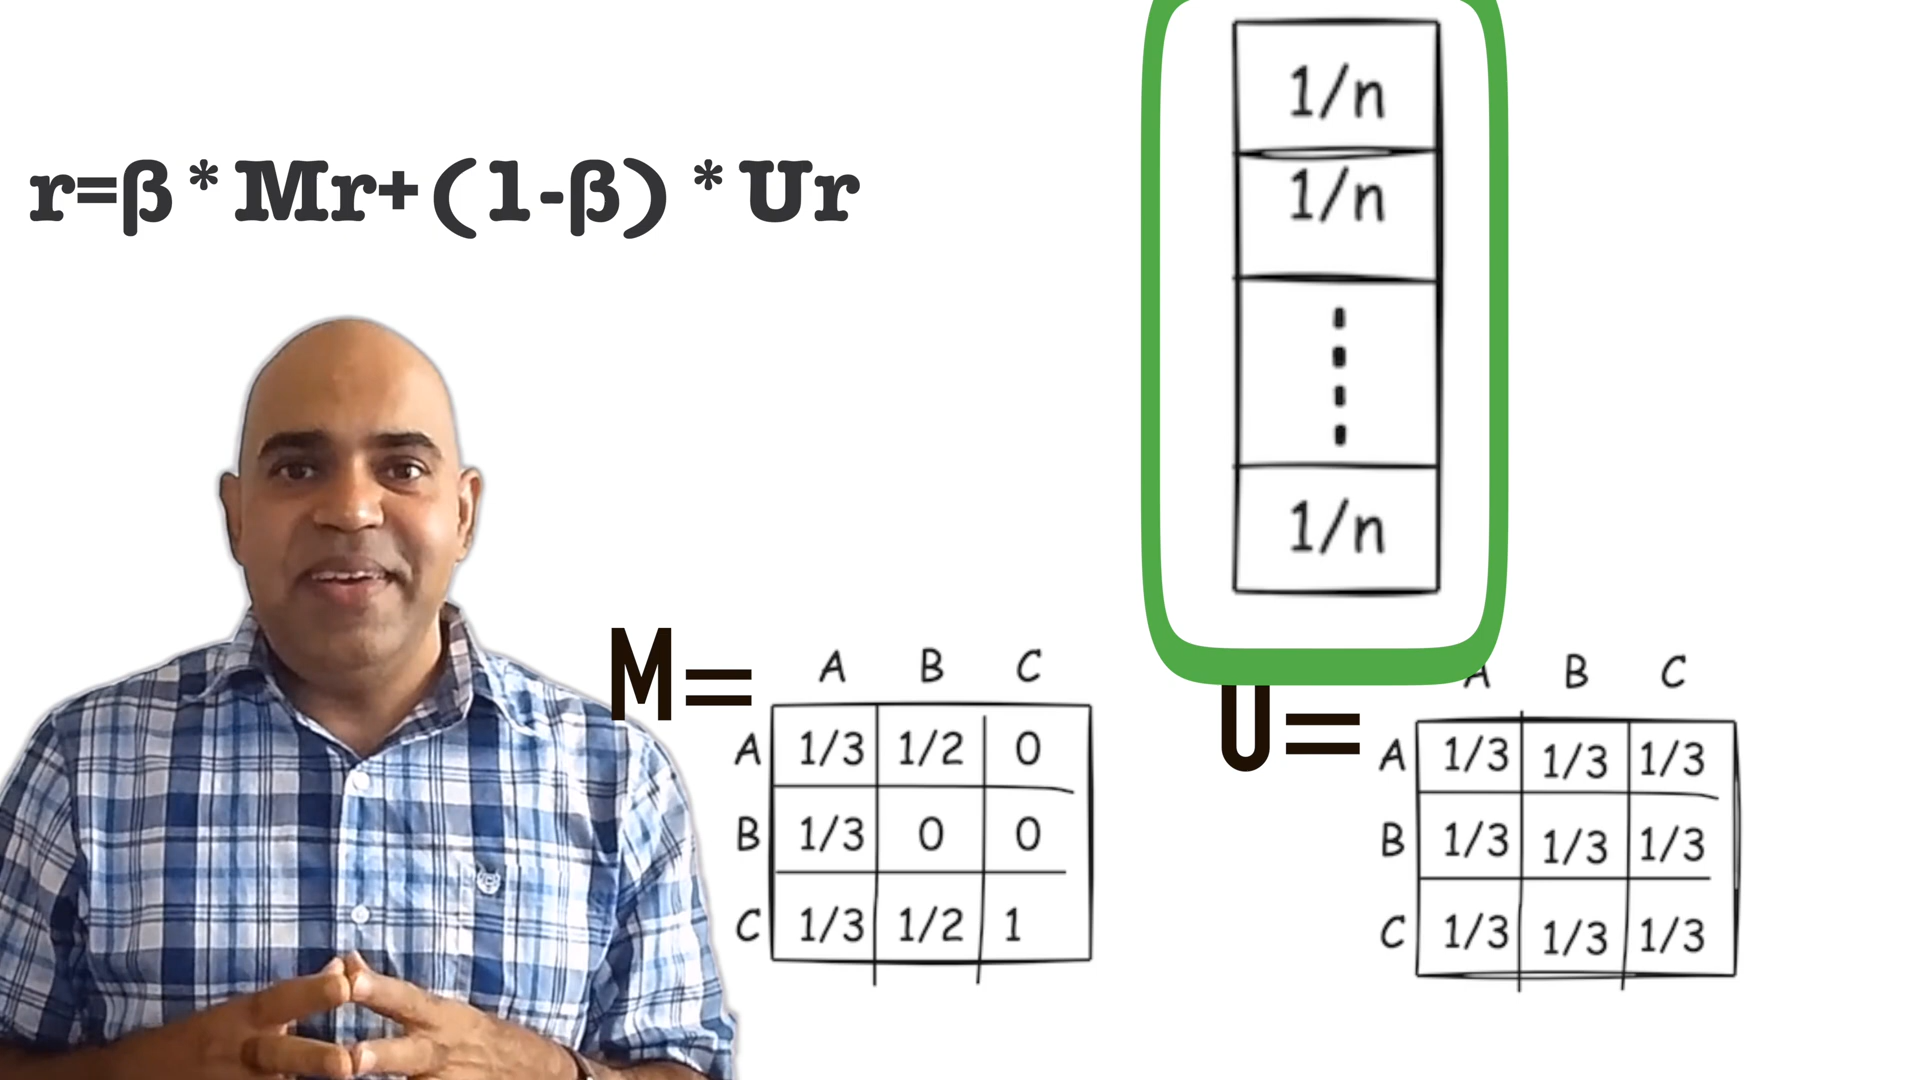 r=β*Mr+(1-β)*Ur
1/n
1/n
1/n
M=
A B C
A 1/3 1/2 0
B 1/3 0 0
C 1/3 1/2 1
U=
A B C
A 1/3 1/3 1/3
B 1/3 1/3 1/3
C 1/3 1/3 1/3